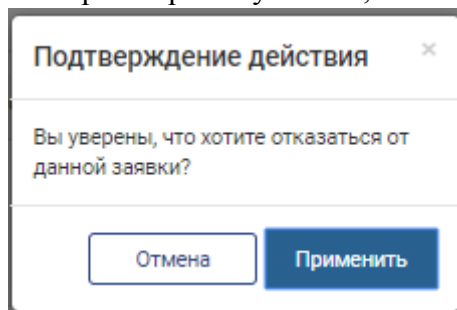 Подтверждение действия ×
Вы уверены, что хотите отказаться от
данной заявки?
Отмена Применить